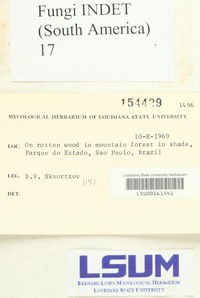 Fungi INDET
(South America)
17
154429 1496
MYCOLOGICAL HERBARIUM OF LOUISIANA STATE UNIVERSITY
10-X-1969
LOC. On rotten wood in mountain forest in shade,
Parque do Estado, Sao Paulo, Brazil
LEG. B.V. Skvortzov 1151
DET.
Louisiana State University Herbarium
LSUM
BERNARD LOWY MYCOLOGICAL HERBARIUM
LOUISIANA STATE UNIVERSITY